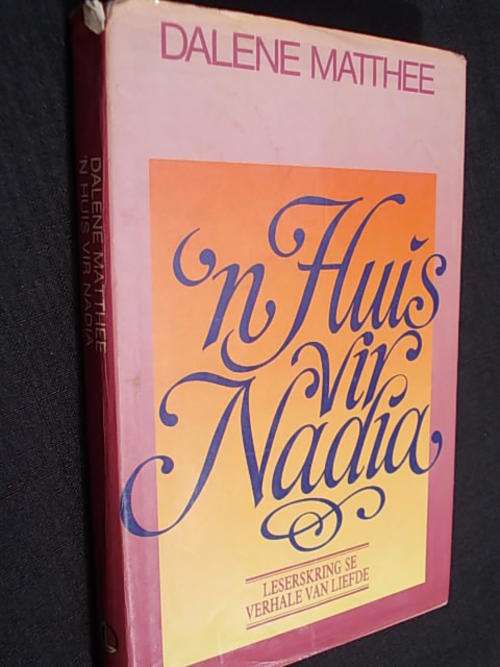 DALENE MATTHEE
'n Huis
vir
Nadia
LESERSKRING SE
VERHALE VAN LIEFDE
DALENE MATTHEE
'N HUIS VIR NADIA